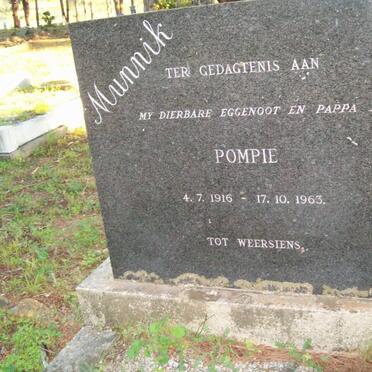 Munnik
TER GEDAGTENIS AAN
MY DIERBARE EGGENOOT EN PAPPA
POMPIE
4. 7. 1916 - 17. 10. 1963.
TOT WEERSIENS